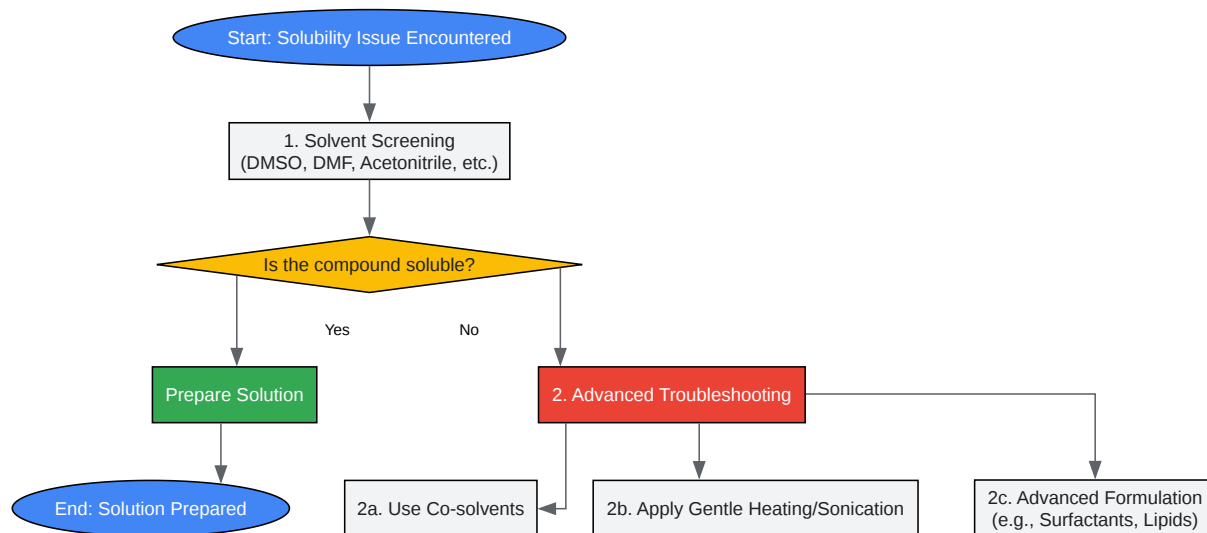 Start: Solubility Issue Encountered
1. Solvent Screening
(DMSO, DMF, Acetonitrile, etc.)
Is the compound soluble?
Yes
No
Prepare Solution
2. Advanced Troubleshooting
End: Solution Prepared
2a. Use Co-solvents
2b. Apply Gentle Heating/Sonication
2c. Advanced Formulation
(e.g., Surfactants, Lipids)